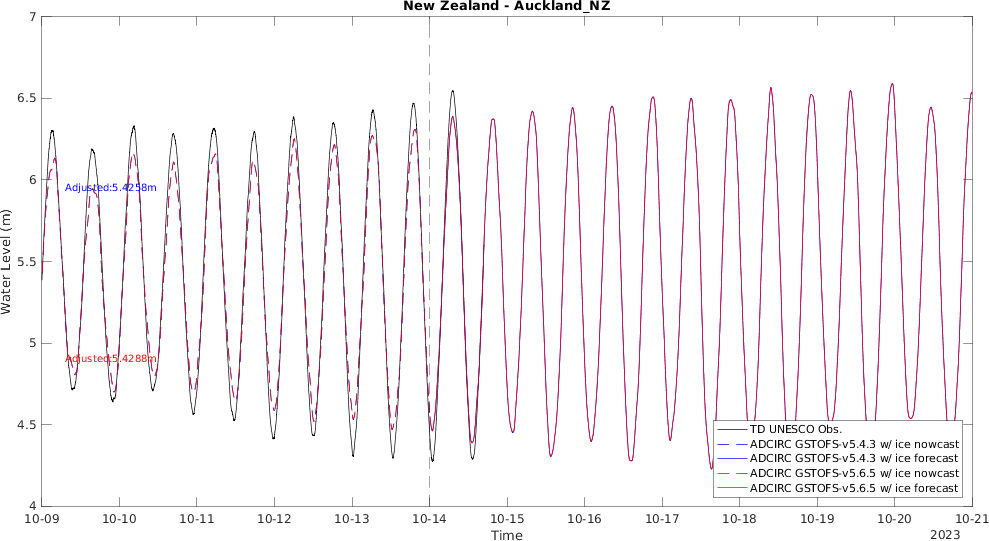 New Zealand - Auckland_NZ
Water Level (m)
7
6.5
6
5.5
5
4.5
4
Adjusted:5.4258m
Adjusted:5.4288m
TD UNESCO Obs.
ADCIRC GSTOFS-v5.4.3 w/ ice nowcast
ADCIRC GSTOFS-v5.4.3 w/ ice forecast
ADCIRC GSTOFS-v5.6.5 w/ ice nowcast
ADCIRC GSTOFS-v5.6.5 w/ ice forecast
10-09 10-10 10-11 10-12 10-13 10-14 10-15 10-16 10-17 10-18 10-19 10-20 10-21
Time
2023